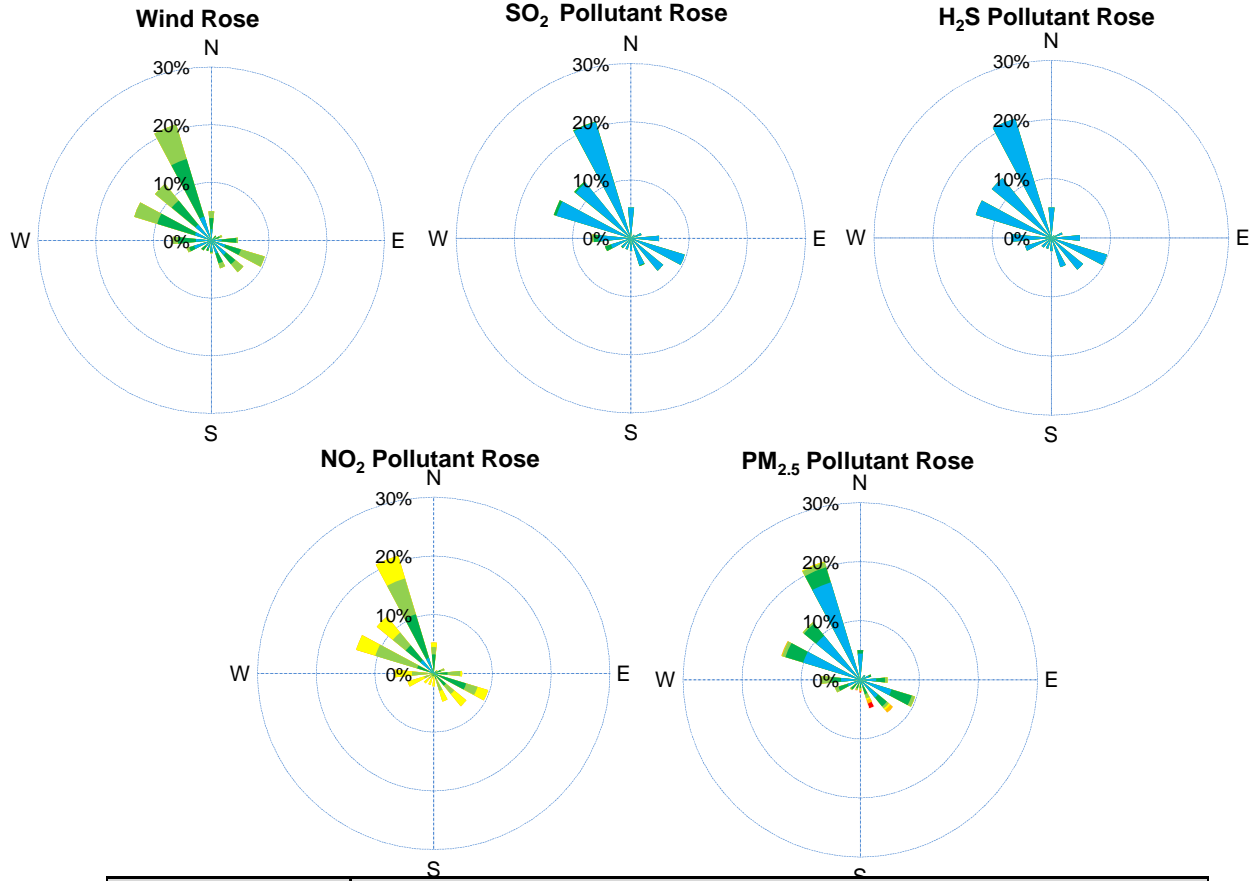 Wind Rose
N
30%
20%
10%
0%
W
E
S
SO₂ Pollutant Rose
N
30%
20%
10%
0%
W
E
S
H₂S Pollutant Rose
N
30%
20%
10%
0%
W
E
S
NO₂ Pollutant Rose
N
30%
20%
10%
0%
W
E
S
PM₂.₅ Pollutant Rose
N
30%
20%
10%
0%
W
E
S